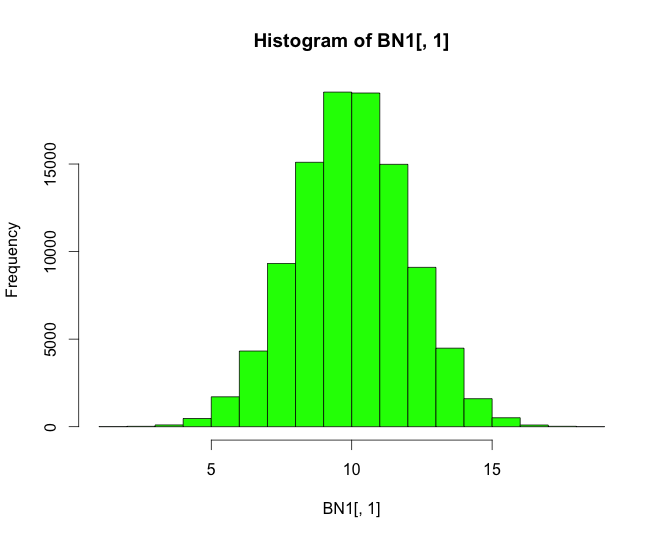 Histogram of BN1[, 1]
Frequency
15000
10000
5000
0
5 10 15
BN1[, 1]